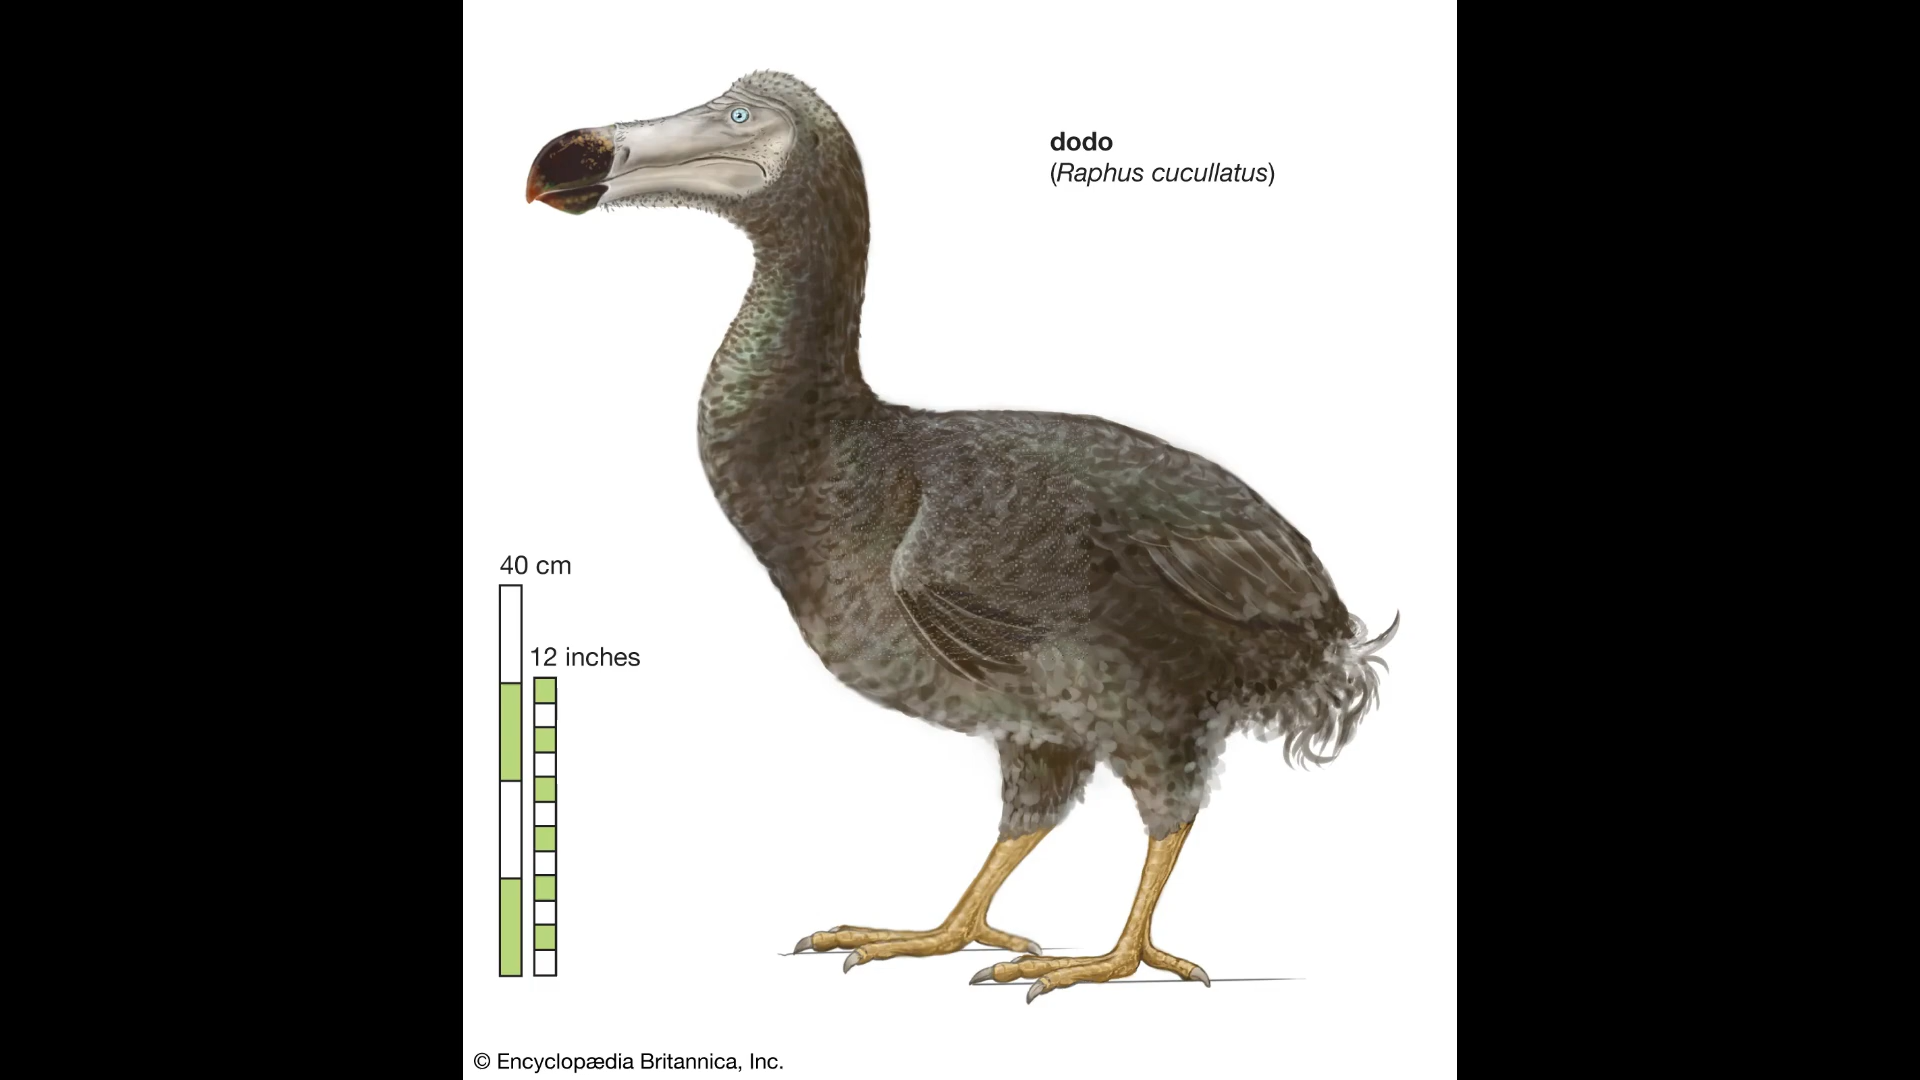 dodo
(Raphus cucullatus)
40 cm
12 inches
© Encyclopædia Britannica, Inc.